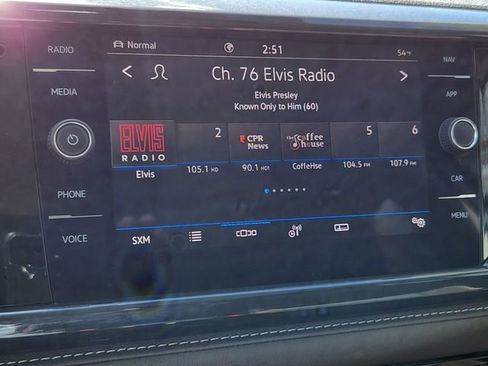 RADIO
Normal
2:51
54°F
NAV
MEDIA
Ch. 76 Elvis Radio
APP
Elvis Presley
Known Only to Him (60)
ELVIS
RADIO
2
CPR
News
the Coffee
house
5
6
Elvis
105.1 HD
90.1 HD1
CoffeHse
104.5 FM
107.9 FM
PHONE
CAR
VOICE
SXM
MENU